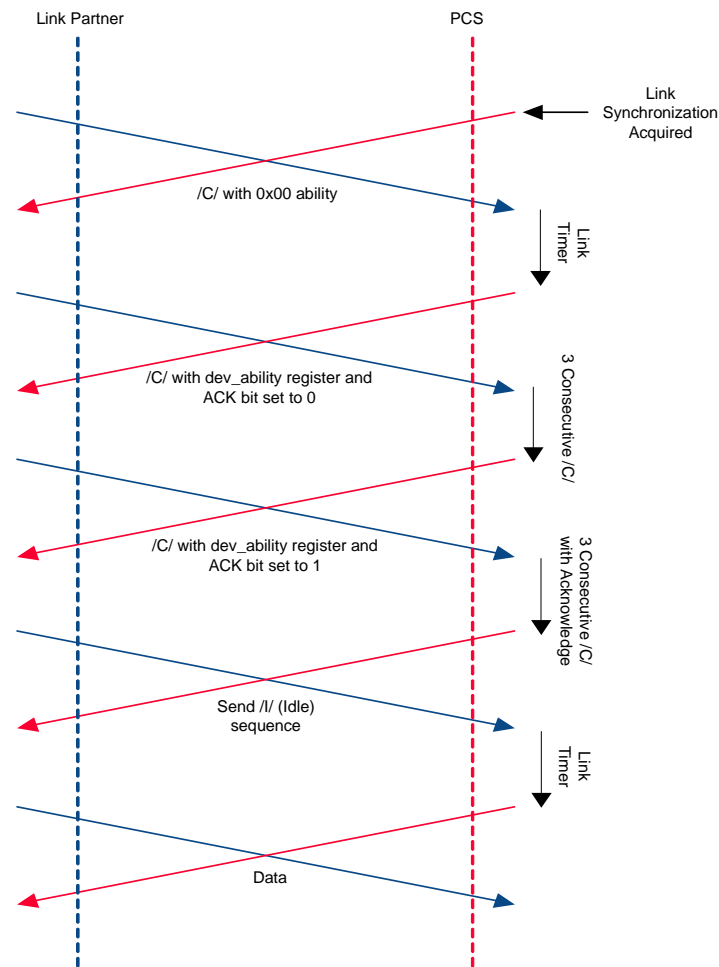 Link Partner
PCS
Link
Synchronization
Acquired
/C/ with 0x00 ability
Link
Timer
/C/ with dev_ability register and
ACK bit set to 0
3 Consecutive /C/
/C/ with dev_ability register and
ACK bit set to 1
3 Consecutive /C/
with Acknowledge
Send /I/ (Idle)
sequence
Link
Timer
Data